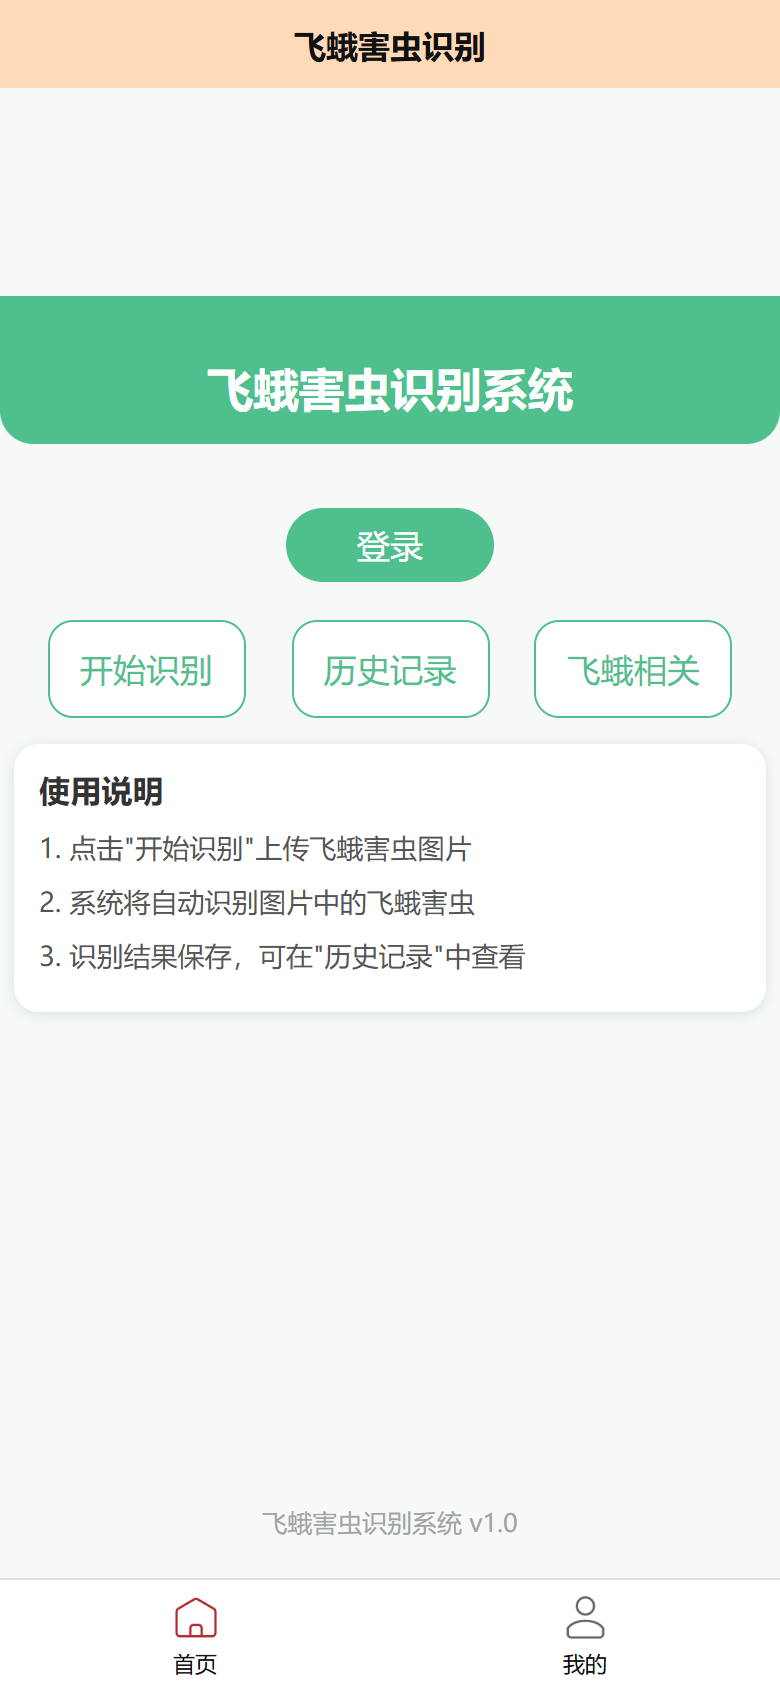 飞蛾害虫识别
飞蛾害虫识别系统
登录
开始识别 历史记录 飞蛾相关
使用说明
1. 点击"开始识别"上传飞蛾害虫图片
2. 系统将自动识别图片中的飞蛾害虫
3. 识别结果保存，可在"历史记录"中查看
飞蛾害虫识别系统 v1.0
首页 我的